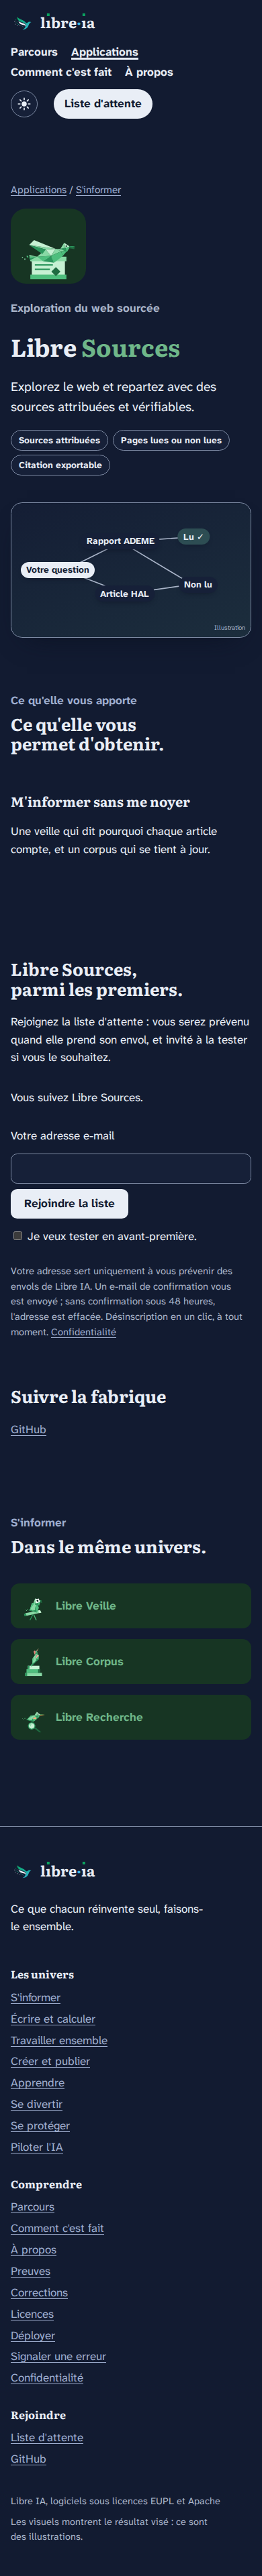 libre·ia
Parcours Applications
Comment c'est fait À propos
Liste d'attente
Applications / S'informer
Exploration du web sourcée
Libre Sources
Explorez le web et repartez avec des
sources attribuées et vérifiables.
Sources attribuées Pages lues ou non lues
Citation exportable
Rapport ADEME Lu ✓
Votre question
Non lu
Article HAL
Illustration
Ce qu'elle vous apporte
Ce qu'elle vous
permet d'obtenir.
M'informer sans me noyer
Une veille qui dit pourquoi chaque article
compte, et un corpus qui se tient à jour.
Libre Sources,
parmi les premiers.
Rejoignez la liste d'attente : vous serez prévenu
quand elle prend son envol, et invité à la tester
si vous le souhaitez.
Vous suivez Libre Sources.
Votre adresse e-mail
Rejoindre la liste
Je veux tester en avant-première.
Votre adresse sert uniquement à vous prévenir des
envols de Libre IA. Un e-mail de confirmation vous
est envoyé ; sans confirmation sous 48 heures,
l'adresse est effacée. Désinscription en un clic, à tout
moment. Confidentialité
Suivre la fabrique
GitHub
S'informer
Dans le même univers.
Libre Veille
Libre Corpus
Libre Recherche
libre·ia
Ce que chacun réinvente seul, faisons-
le ensemble.
Les univers
S'informer
Écrire et calculer
Travailler ensemble
Créer et publier
Apprendre
Se divertir
Se protéger
Piloter l'IA
Comprendre
Parcours
Comment c'est fait
À propos
Preuves
Corrections
Licences
Déployer
Signaler une erreur
Confidentialité
Rejoindre
Liste d'attente
GitHub
Libre IA, logiciels sous licences EUPL et Apache
Les visuels montrent le résultat visé : ce sont
des illustrations.